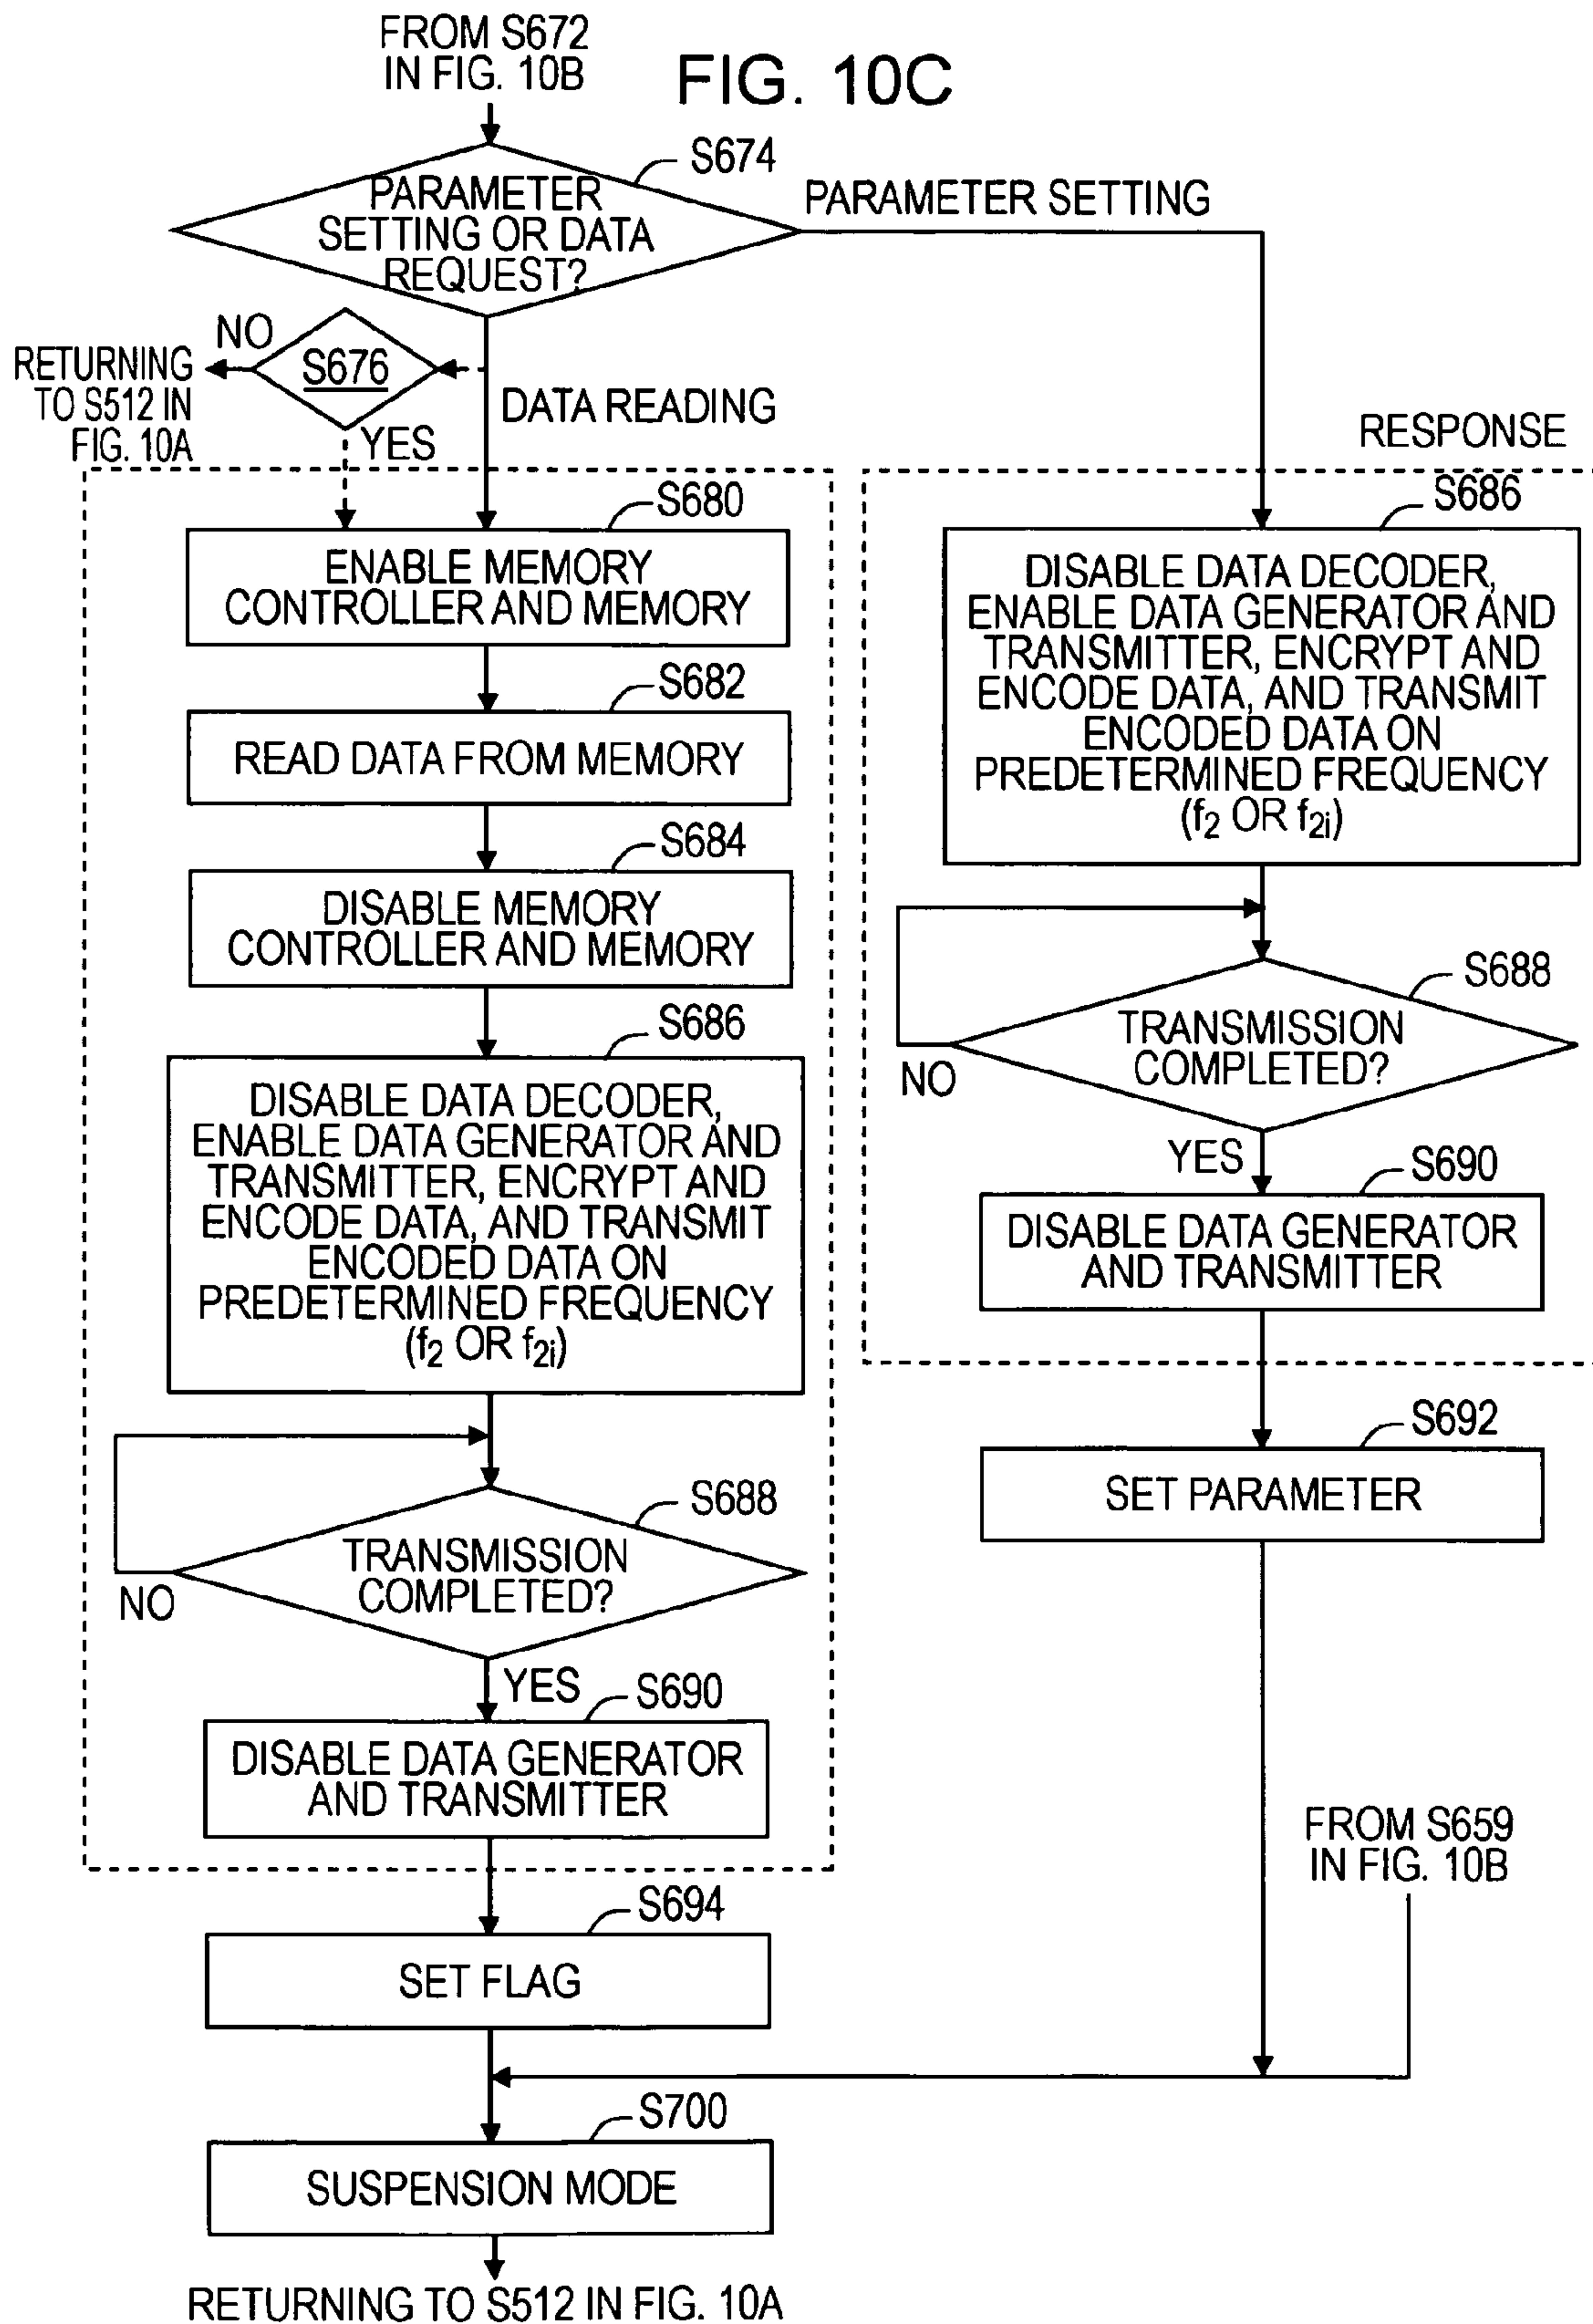 FROM S672
IN FIG. 10B
FIG. 10C
S674
PARAMETER
SETTING OR DATA
REQUEST?
PARAMETER SETTING
NO
S676
RETURNING
TO S512 IN
FIG. 10A
YES
DATA READING
RESPONSE
S680
ENABLE MEMORY
CONTROLLER AND MEMORY
S682
READ DATA FROM MEMORY
S684
DISABLE MEMORY
CONTROLLER AND MEMORY
S686
DISABLE DATA DECODER,
ENABLE DATA GENERATOR AND
TRANSMITTER, ENCRYPT AND
ENCODE DATA, AND TRANSMIT
ENCODED DATA ON
PREDETERMINED FREQUENCY
(f2 OR f2i)
S688
TRANSMISSION
COMPLETED?
NO
YES
S690
DISABLE DATA GENERATOR
AND TRANSMITTER
S694
SET FLAG
S686
DISABLE DATA DECODER,
ENABLE DATA GENERATOR AND
TRANSMITTER, ENCRYPT AND
ENCODE DATA, AND TRANSMIT
ENCODED DATA ON
PREDETERMINED FREQUENCY
(f2 OR f2i)
S688
TRANSMISSION
COMPLETED?
NO
YES
S690
DISABLE DATA GENERATOR
AND TRANSMITTER
S692
SET PARAMETER
FROM S659
IN FIG. 10B
S700
SUSPENSION MODE
RETURNING TO S512 IN FIG. 10A